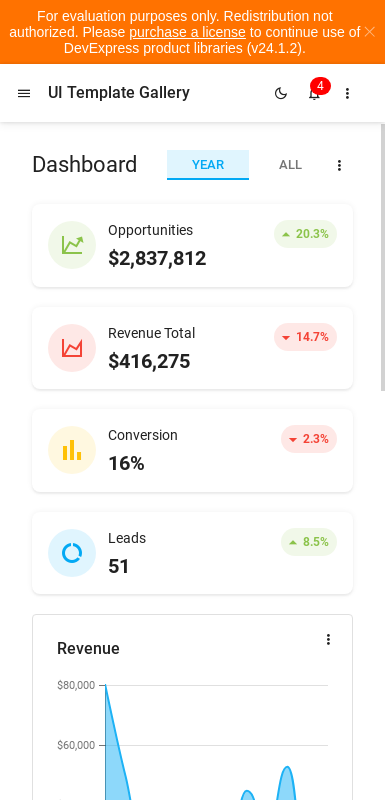 For evaluation purposes only. Redistribution not
authorized. Please purchase a license to continue use of
DevExpress product libraries (v24.1.2).
UI Template Gallery
4
Dashboard
YEAR
ALL
Opportunities
20.3%
$2,837,812
Revenue Total
14.7%
$416,275
Conversion
2.3%
16%
Leads
8.5%
51
Revenue
$80,000
$60,000